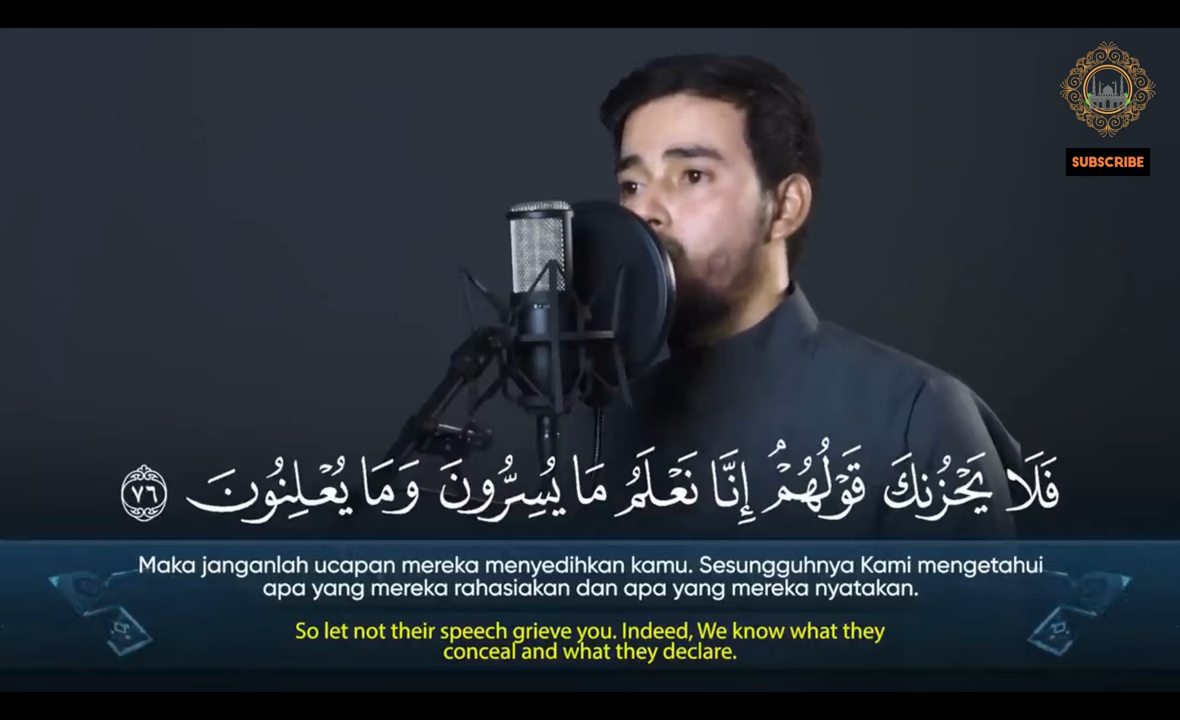 SUBSCRIBE
فَلَا يَحْزُنكَ قَوْلُهُمْ ۘ إِنَّا نَعْلَمُ مَا يُسِرُّونَ وَمَا يُعْلِنُونَ ٧٦
Maka janganlah ucapan mereka menyedihkan kamu. Sesungguhnya Kami mengetahui
apa yang mereka rahasiakan dan apa yang mereka nyatakan.
So let not their speech grieve you. Indeed, We know what they
conceal and what they declare.